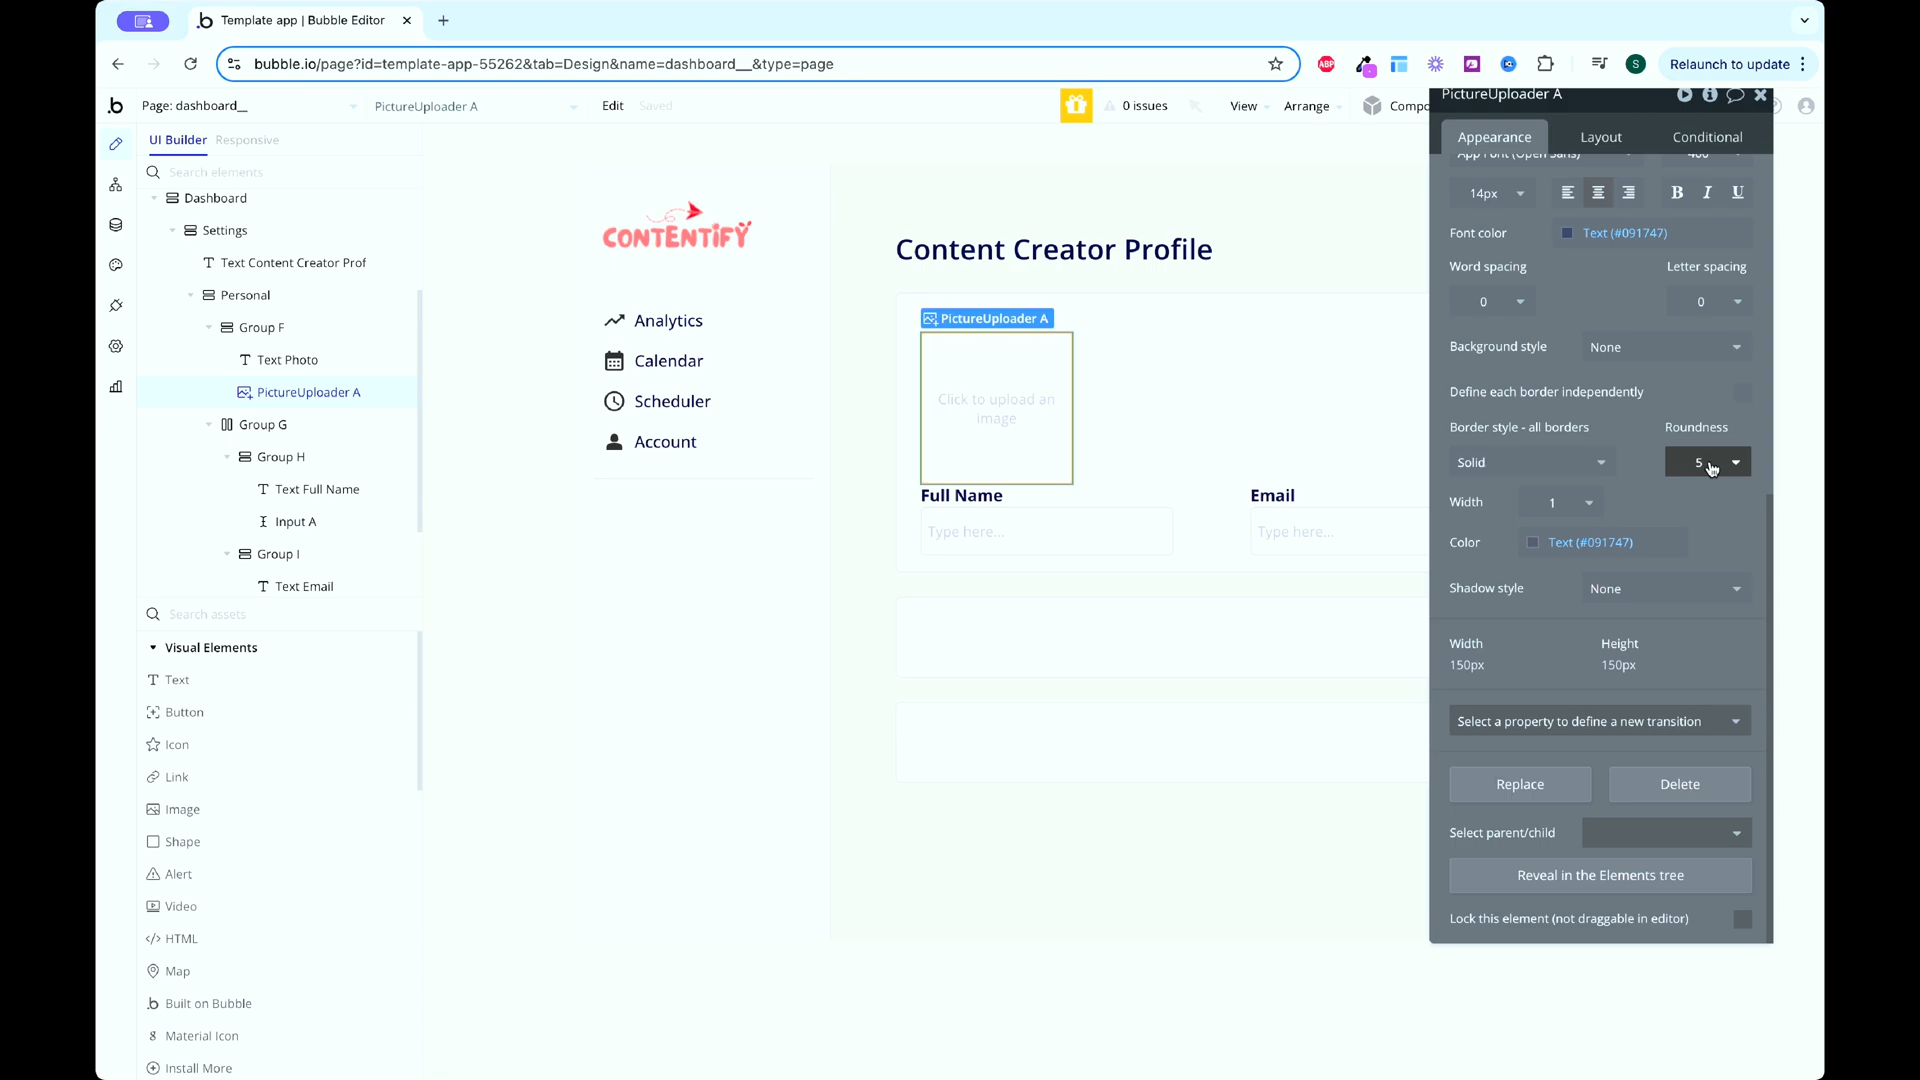 Template app | Bubble Editor
bubble.io/page?id=template-app-55262&tab=Design&name=dashboard__&type=page
ABP
S
Relaunch to update
Page: dashboard__
PictureUploader A
Edit
Saved
0 issues
View
Arrange
Compo
UI Builder
Responsive
Search elements
Dashboard
Settings
Text Content Creator Prof
Personal
Group F
Text Photo
PictureUploader A
Group G
Group H
Text Full Name
Input A
Group I
Text Email
Search assets
Visual Elements
Text
Button
Icon
Link
Image
Shape
Alert
Video
HTML
Map
Built on Bubble
Material Icon
Install More
CONTENTiFY
Analytics
Calendar
Scheduler
Account
Content Creator Profile
PictureUploader A
Click to upload an
image
Full Name
Email
Type here...
Type here...
PictureUploader A
Appearance
Layout
Conditional
App Font (Open Sans)
400
14px
B
I
U
Font color
Text (#091747)
Word spacing
Letter spacing
0
0
Background style
None
Define each border independently
Border style - all borders
Roundness
Solid
5
Width
1
Color
Text (#091747)
Shadow style
None
Width
Height
150px
150px
Select a property to define a new transition
Replace
Delete
Select parent/child
Reveal in the Elements tree
Lock this element (not draggable in editor)